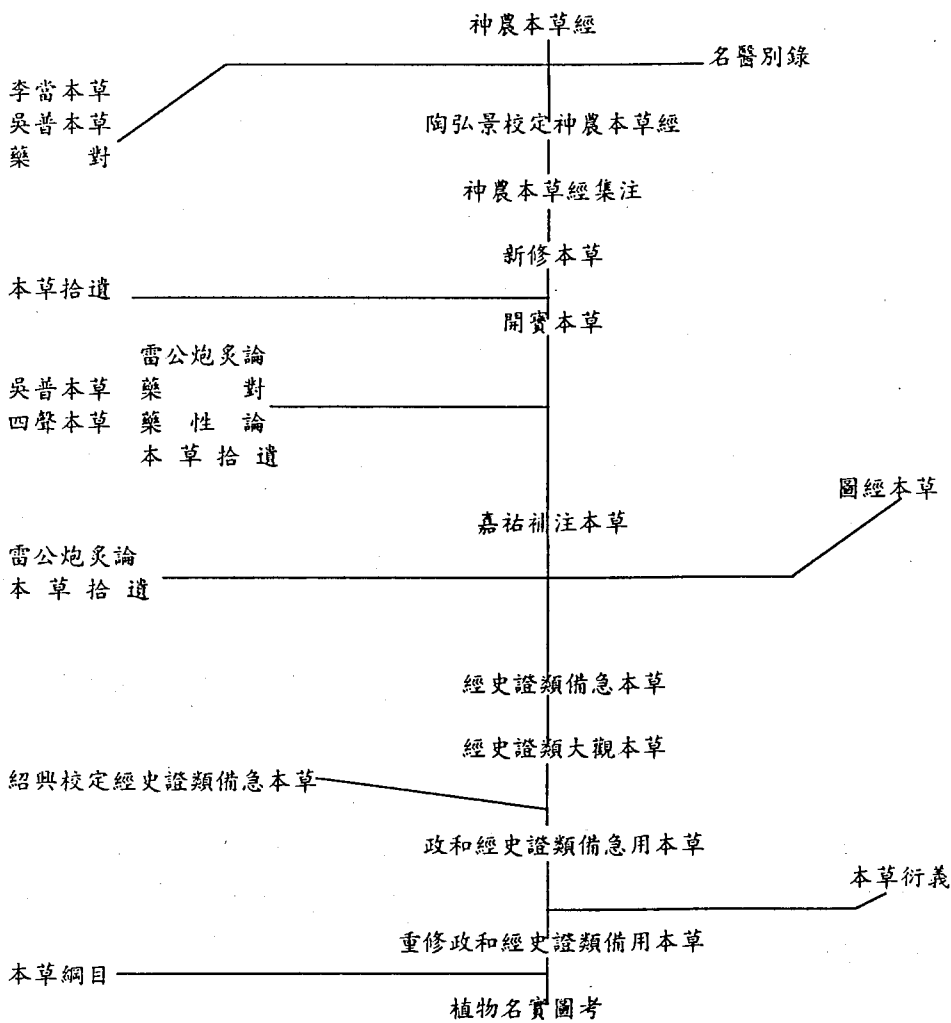 神農本草經
名醫別錄
李當本草
吳普本草
藥 對
陶弘景校定神農本草經
神農本草經集注
新修本草
本草拾遺
開寶本草
雷公炮炙論
吳普本草 藥 對
四聲本草 藥 性 論
本 草 拾 遺
圖經本草
嘉祐補注本草
雷公炮炙論
本 草 拾 遺
經史證類備急本草
經史證類大觀本草
紹興校定經史證類備急本草
政和經史證類備急用本草
本草衍義
重修政和經史證類備用本草
本草綱目
植物名實圖考